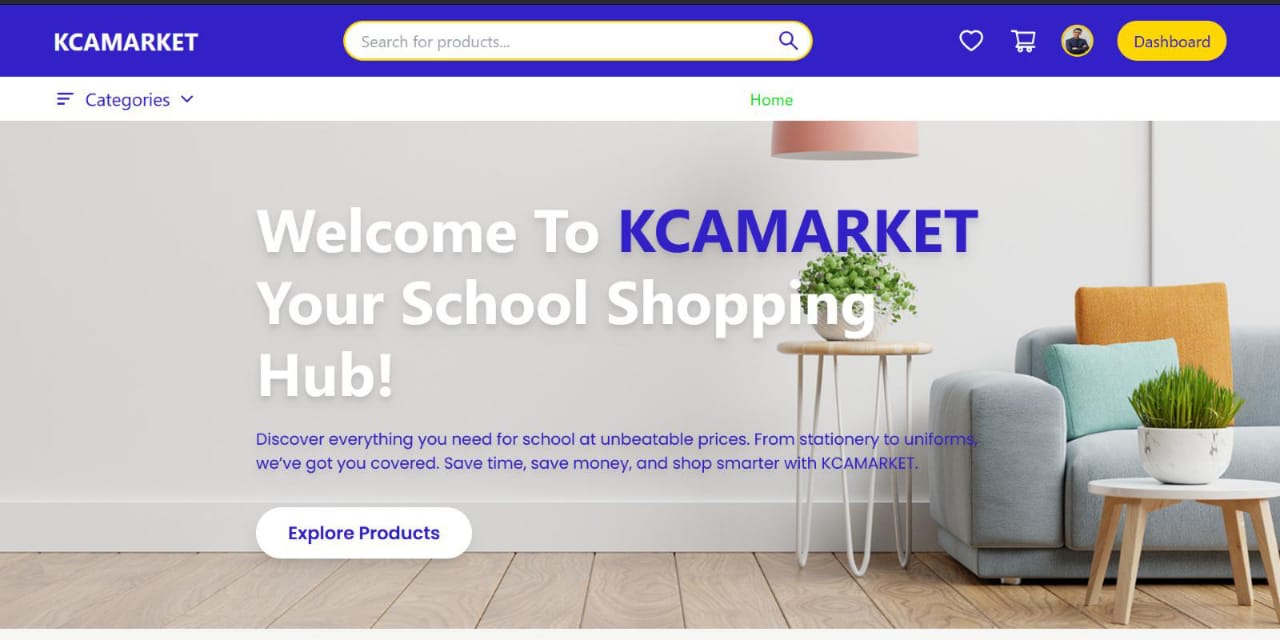 KCAMARKET
Search for products...
Dashboard
Categories
Home
Welcome To KCAMARKET
Your School Shopping
Hub!
Discover everything you need for school at unbeatable prices. From stationery to uniforms,
we’ve got you covered. Save time, save money, and shop smarter with KCAMARKET.
Explore Products